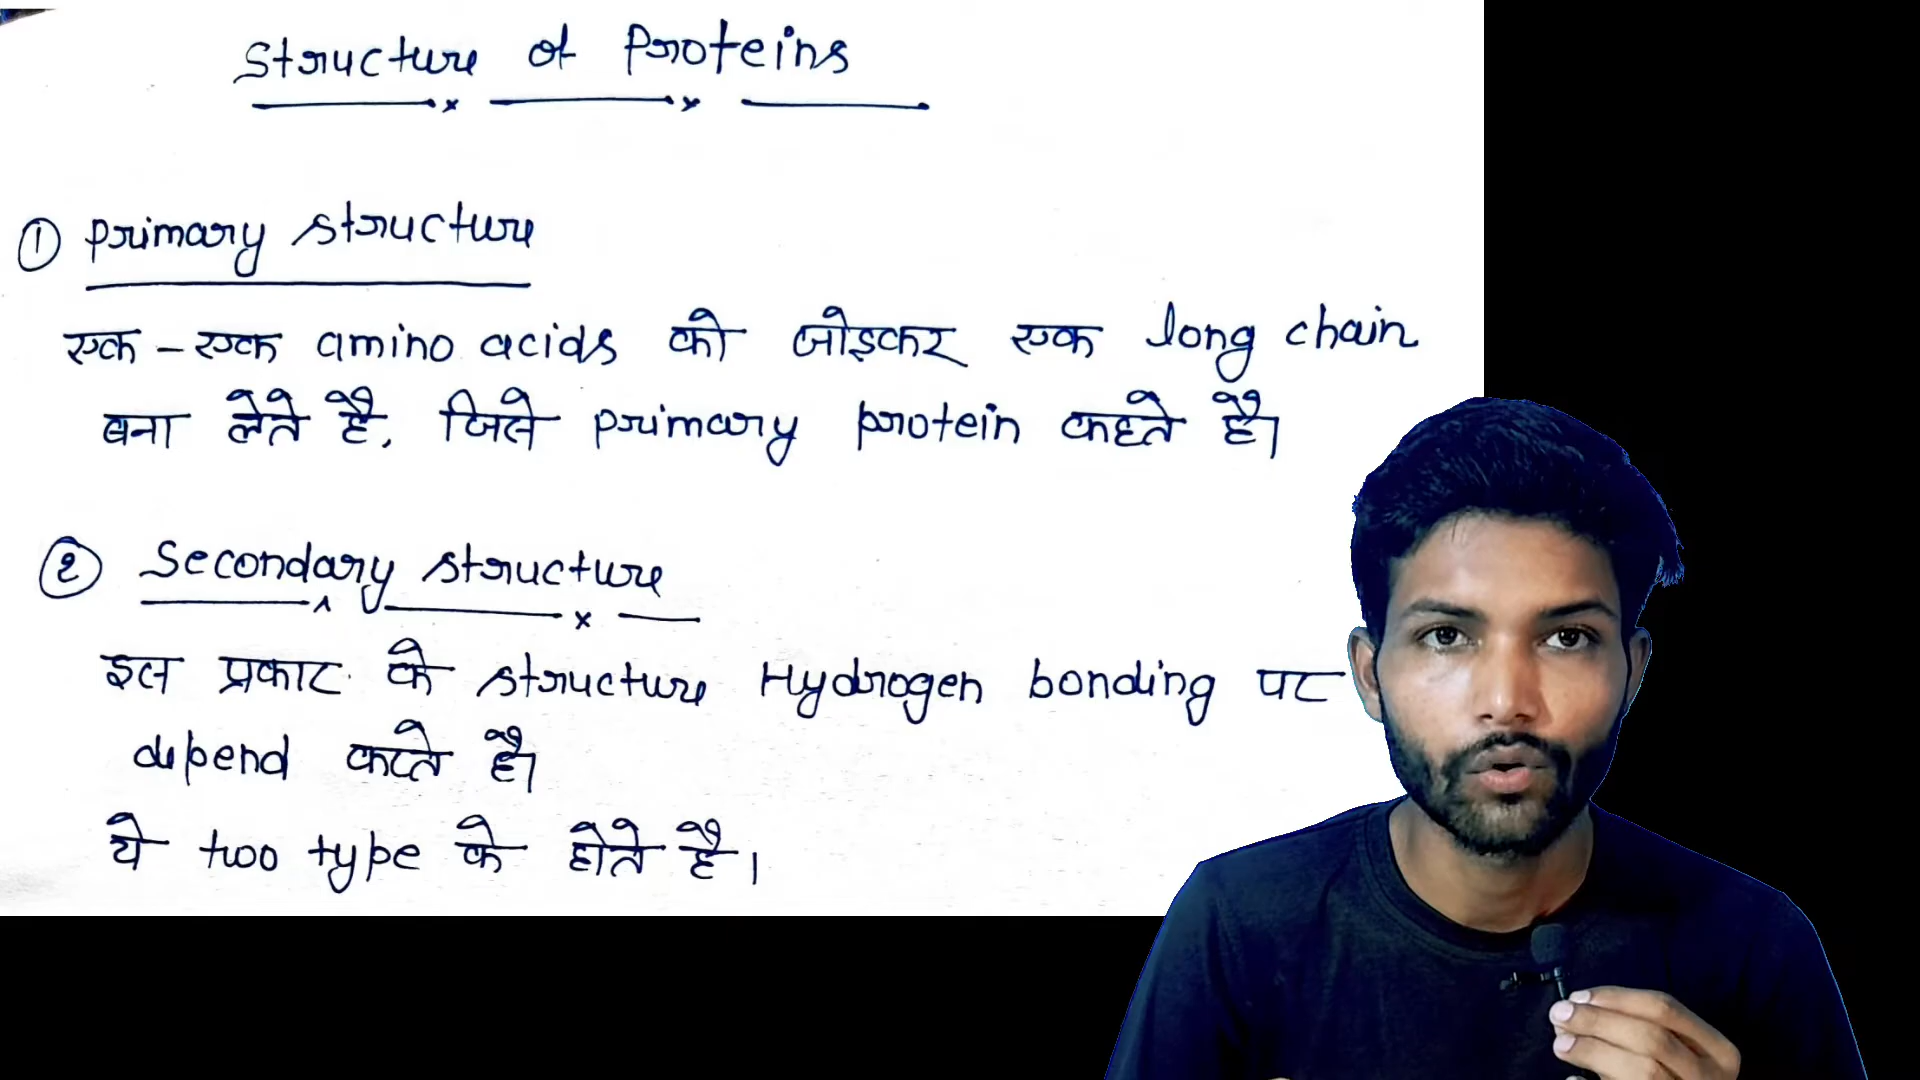 Structure of Proteins
① Primary structure
एक - एक amino acids को जोड़कर एक long chain
बना लेते है, जिसे primary protein कहते है।
② Secondary structure
इस प्रकार के structure Hydrogen bonding पर
depend करते है।
ये two type के होते है।